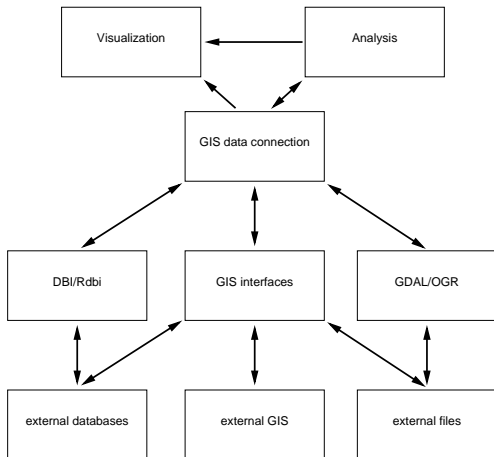 Visualization
Analysis
GIS data connection
DBI/Rdbi
GIS interfaces
GDAL/OGR
external databases
external GIS
external files